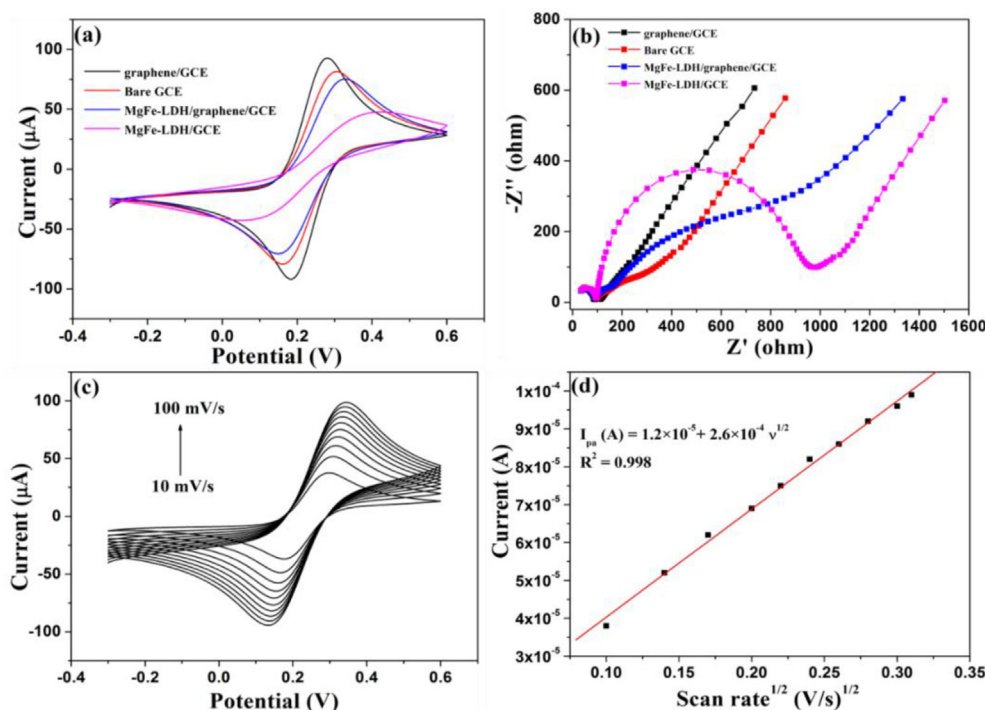 (a)
graphene/GCE
Bare GCE
MgFe-LDH/graphene/GCE
MgFe-LDH/GCE
100
50
0
-50
-100
Current (μA)
-0.4
-0.2
0.0
0.2
0.4
0.6
Potential (V)
(b)
graphene/GCE
Bare GCE
MgFe-LDH/graphene/GCE
MgFe-LDH/GCE
800
600
400
200
0
-Z'' (ohm)
0
200
400
600
800
1000
1200
1400
1600
Z' (ohm)
(c)
100 mV/s
10 mV/s
100
50
0
-50
-100
Current (μA)
-0.4
-0.2
0.0
0.2
0.4
0.6
Potential (V)
(d)
I_pa (A) = 1.2×10⁻⁵+ 2.6×10⁻⁴ ν^1/2
R² = 0.998
1x10⁻⁴
9x10⁻⁵
8x10⁻⁵
7x10⁻⁵
6x10⁻⁵
5x10⁻⁵
4x10⁻⁵
3x10⁻⁵
Current (A)
0.10
0.15
0.20
0.25
0.30
0.35
Scan rate^1/2 (V/s)^1/2